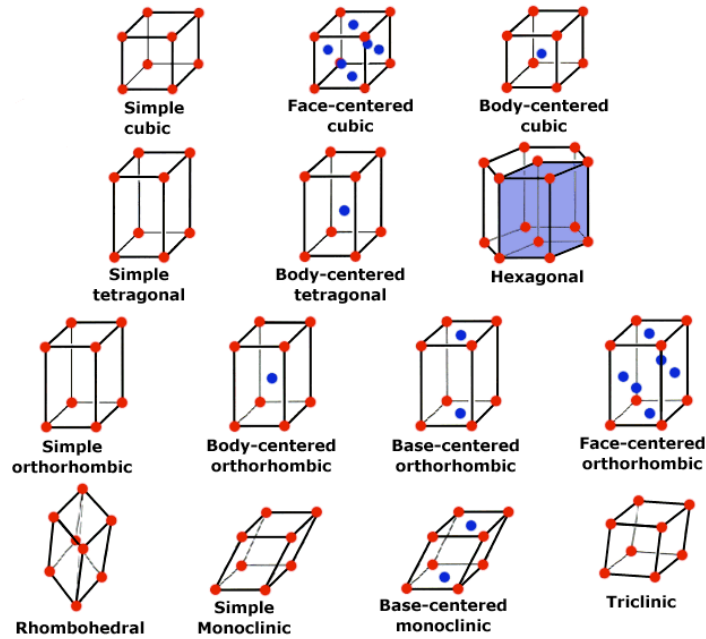 Simple
cubic
Face-centered
cubic
Body-centered
cubic
Simple
tetragonal
Body-centered
tetragonal
Hexagonal
Simple
orthorhombic
Body-centered
orthorhombic
Base-centered
orthorhombic
Face-centered
orthorhombic
Rhombohedral
Simple
Monoclinic
Base-centered
monoclinic
Triclinic